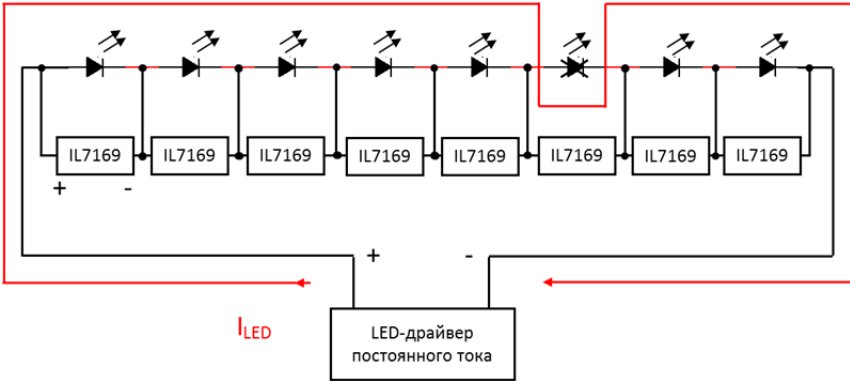 IL7169 IL7169 IL7169 IL7169 IL7169 IL7169 IL7169 IL7169
+ -
+ -
ILED
LED-драйвер
постоянного тока